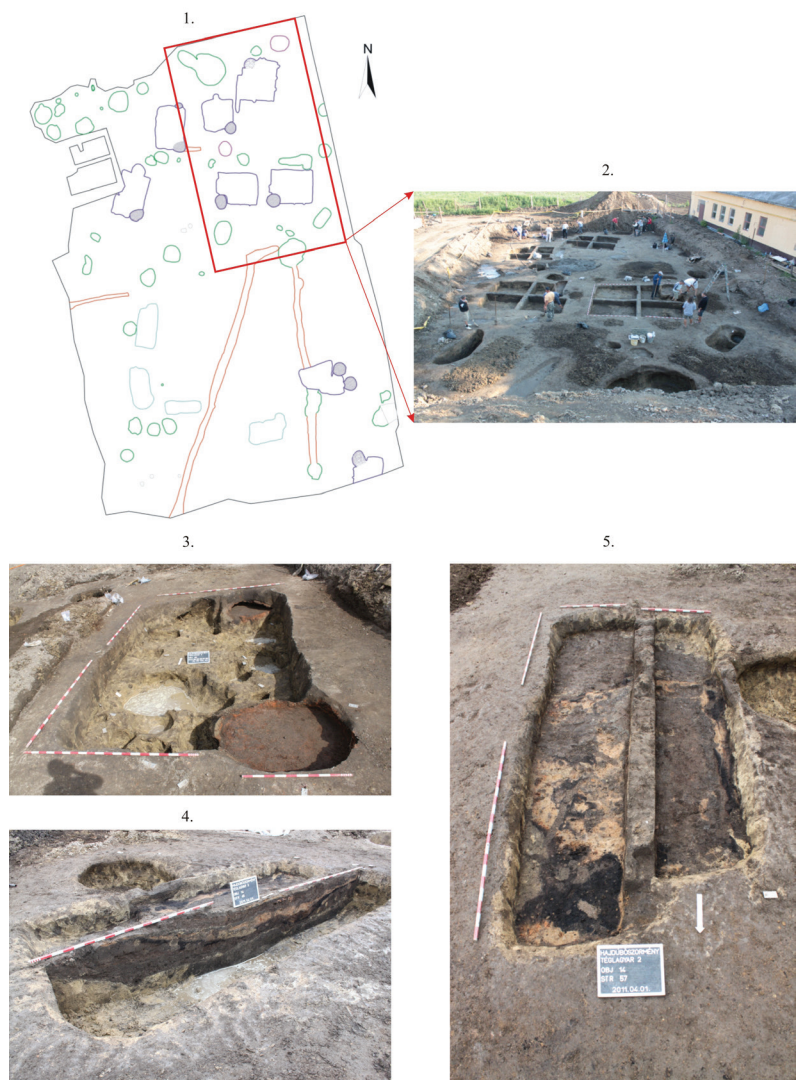 1.
N
2.
3.
5.
4.
HAJDÚBÖSZÖRMÉNY
TÉGLAGYÁR 2
OBJ 14
STR 57
2011.04.01.